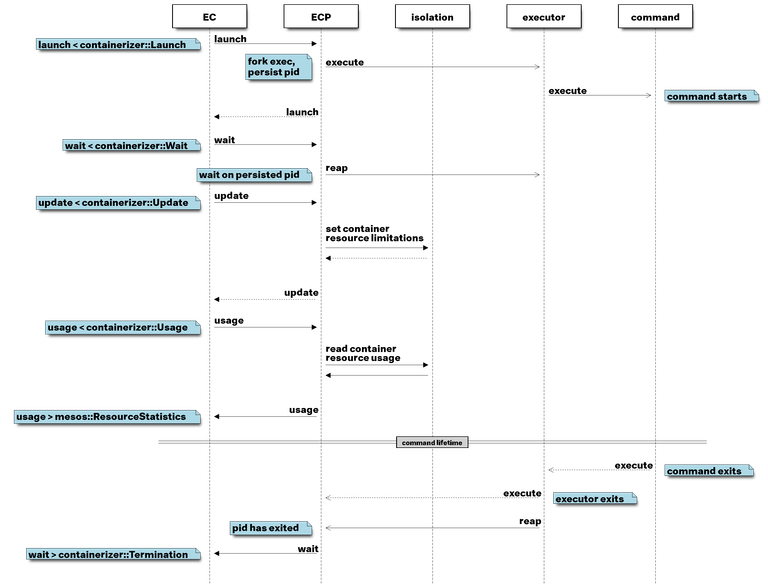 EC
ECP
isolation
executor
command
launch < containerizer::Launch
launch
fork exec,
persist pid
execute
execute
command starts
launch
wait < containerizer::Wait
wait
wait on persisted pid
reap
update < containerizer::Update
update
set container
resource limitations
update
usage < containerizer::Usage
usage
read container
resource usage
usage > mesos::ResourceStatistics
usage
command lifetime
execute
command exits
execute
executor exits
pid has exited
reap
wait > containerizer::Termination
wait